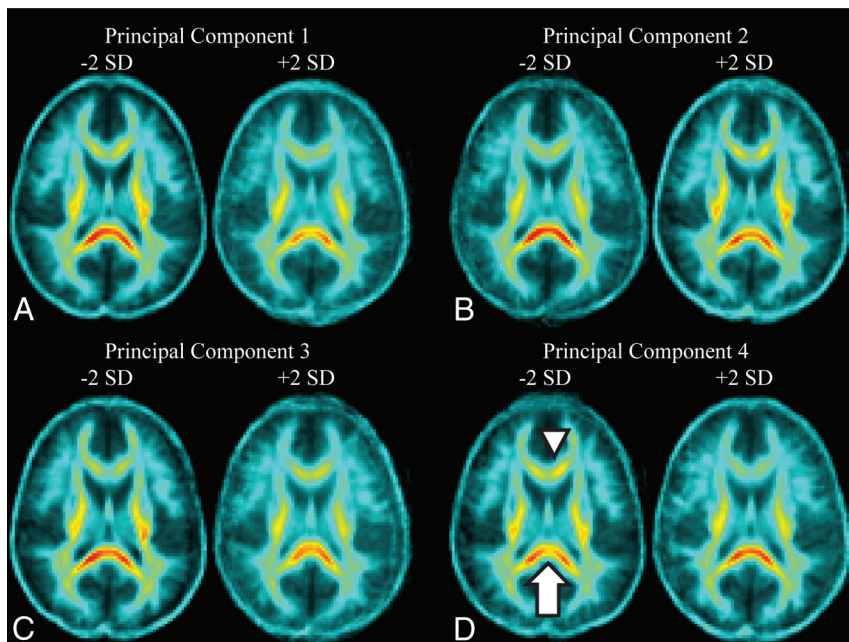 Principal Component 1
-2 SD +2 SD
A
Principal Component 2
-2 SD +2 SD
B
Principal Component 3
-2 SD +2 SD
C
Principal Component 4
-2 SD +2 SD
D